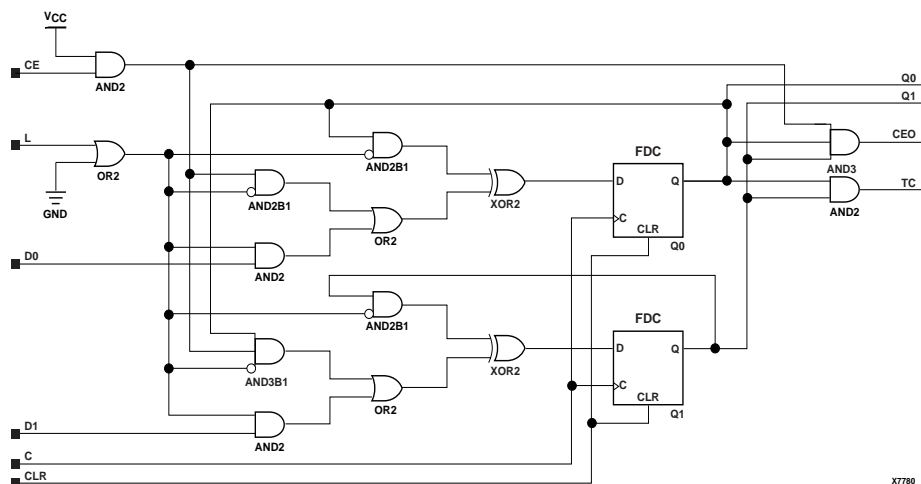 VCC
CE
AND2
Q0
Q1
L
OR2
GND
AND2B1
FDC
CEO
AND3
AND2B1
D
Q
XOR2
C
TC
AND2
OR2
CLR
D0
AND2
Q0
AND2B1
FDC
D
Q
XOR2
AND3B1
C
OR2
CLR
D1
AND2
Q1
C
CLR
X7780